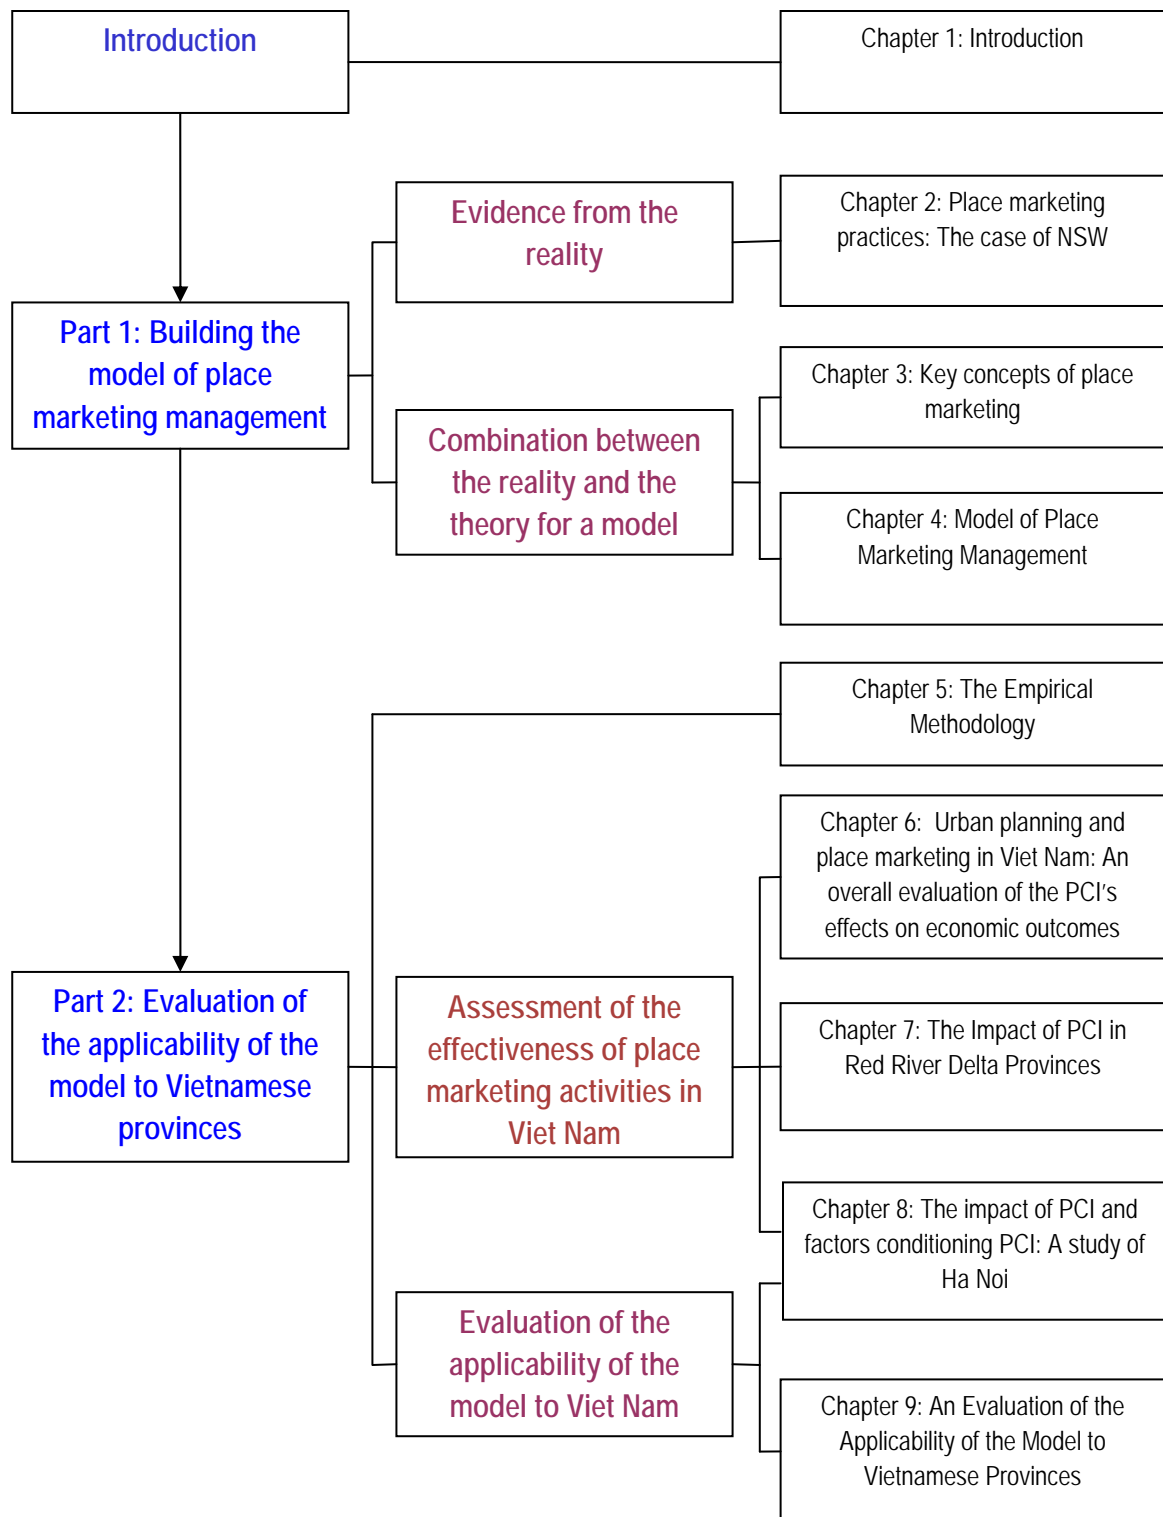 Introduction
Chapter 1: Introduction
Evidence from the
reality
Chapter 2: Place marketing
practices: The case of NSW
Part 1: Building the
model of place
marketing management
Chapter 3: Key concepts of place
marketing
Combination between
the reality and the
theory for a model
Chapter 4: Model of Place
Marketing Management
Chapter 5: The Empirical
Methodology
Chapter 6:  Urban planning and
place marketing in Viet Nam: An
overall evaluation of the PCI's
effects on economic outcomes
Part 2: Evaluation of
the applicability of the
model to Vietnamese
provinces
Assessment of the
effectiveness of place
marketing activities in
Viet Nam
Chapter 7: The Impact of PCI in
Red River Delta Provinces
Chapter 8: The impact of PCI and
factors conditioning PCI: A study of
Ha Noi
Evaluation of the
applicability of the
model to Viet Nam
Chapter 9: An Evaluation of the
Applicability of the Model to
Vietnamese Provinces